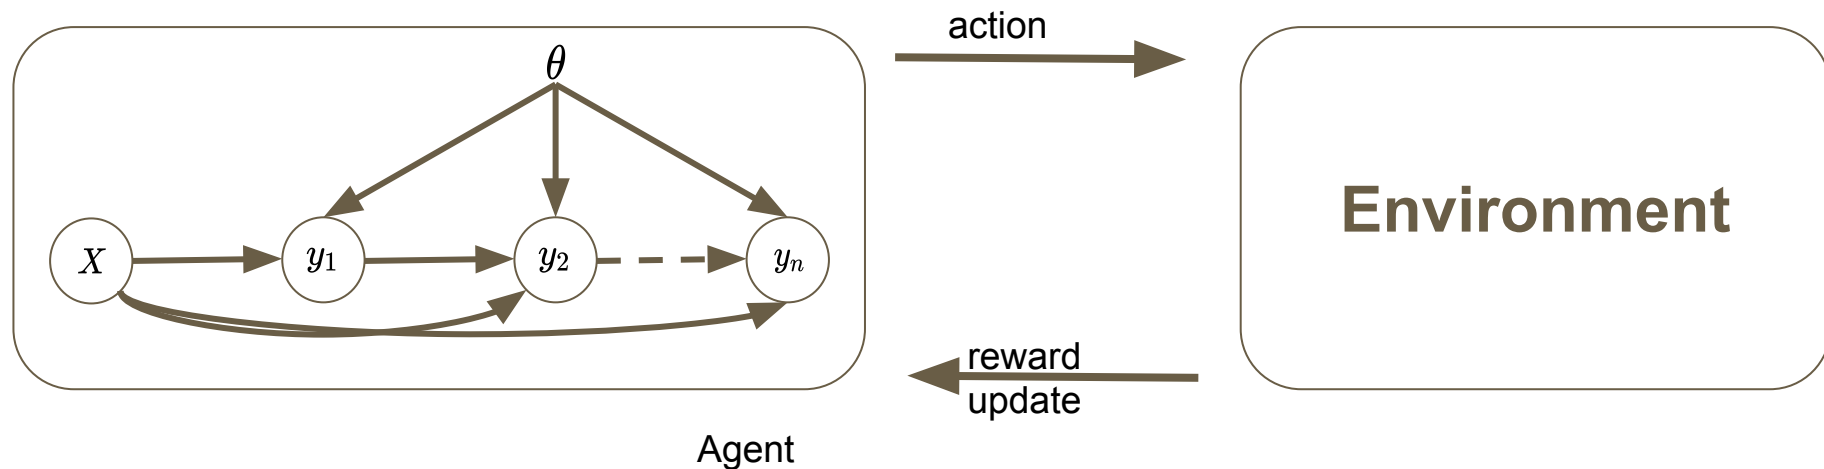 action
θ
X
y₁
y₂
yₙ
Environment
reward
update
Agent